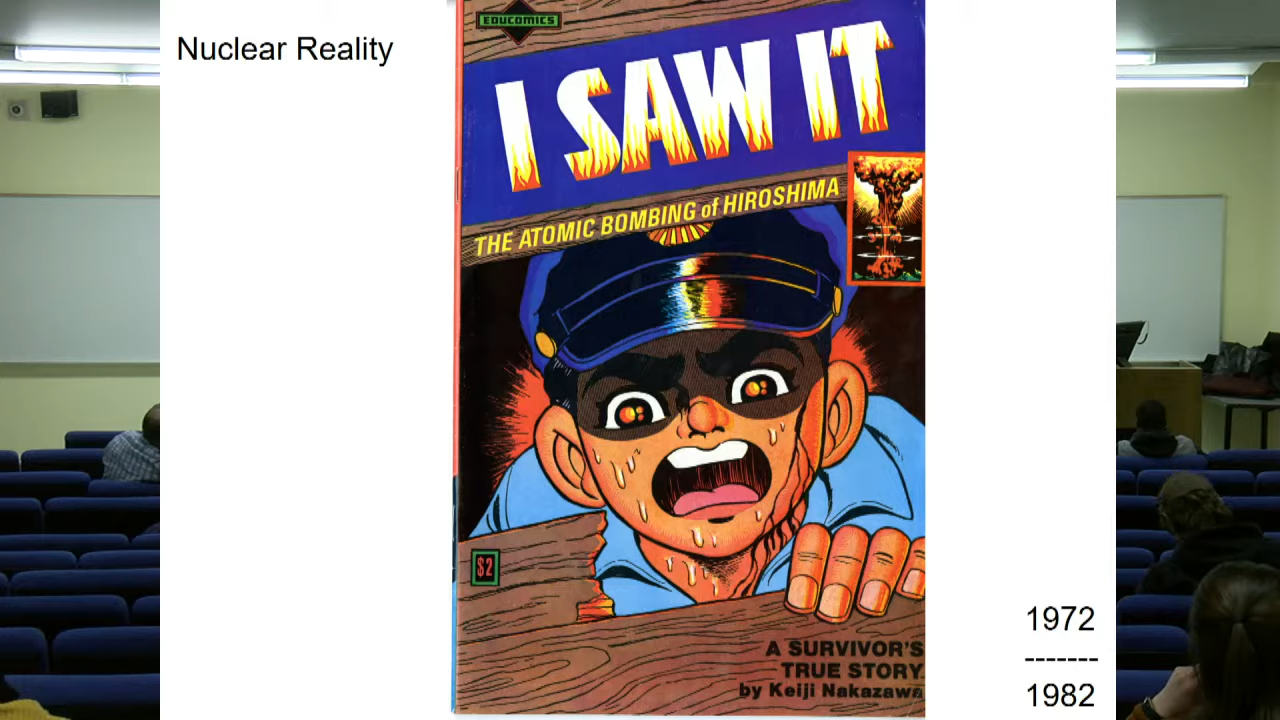 Nuclear Reality
EDUCOMICS
I SAW IT
THE ATOMIC BOMBING of HIROSHIMA
$2
A SURVIVOR'S
TRUE STORY
by Keiji Nakazawa
1972
-------
1982